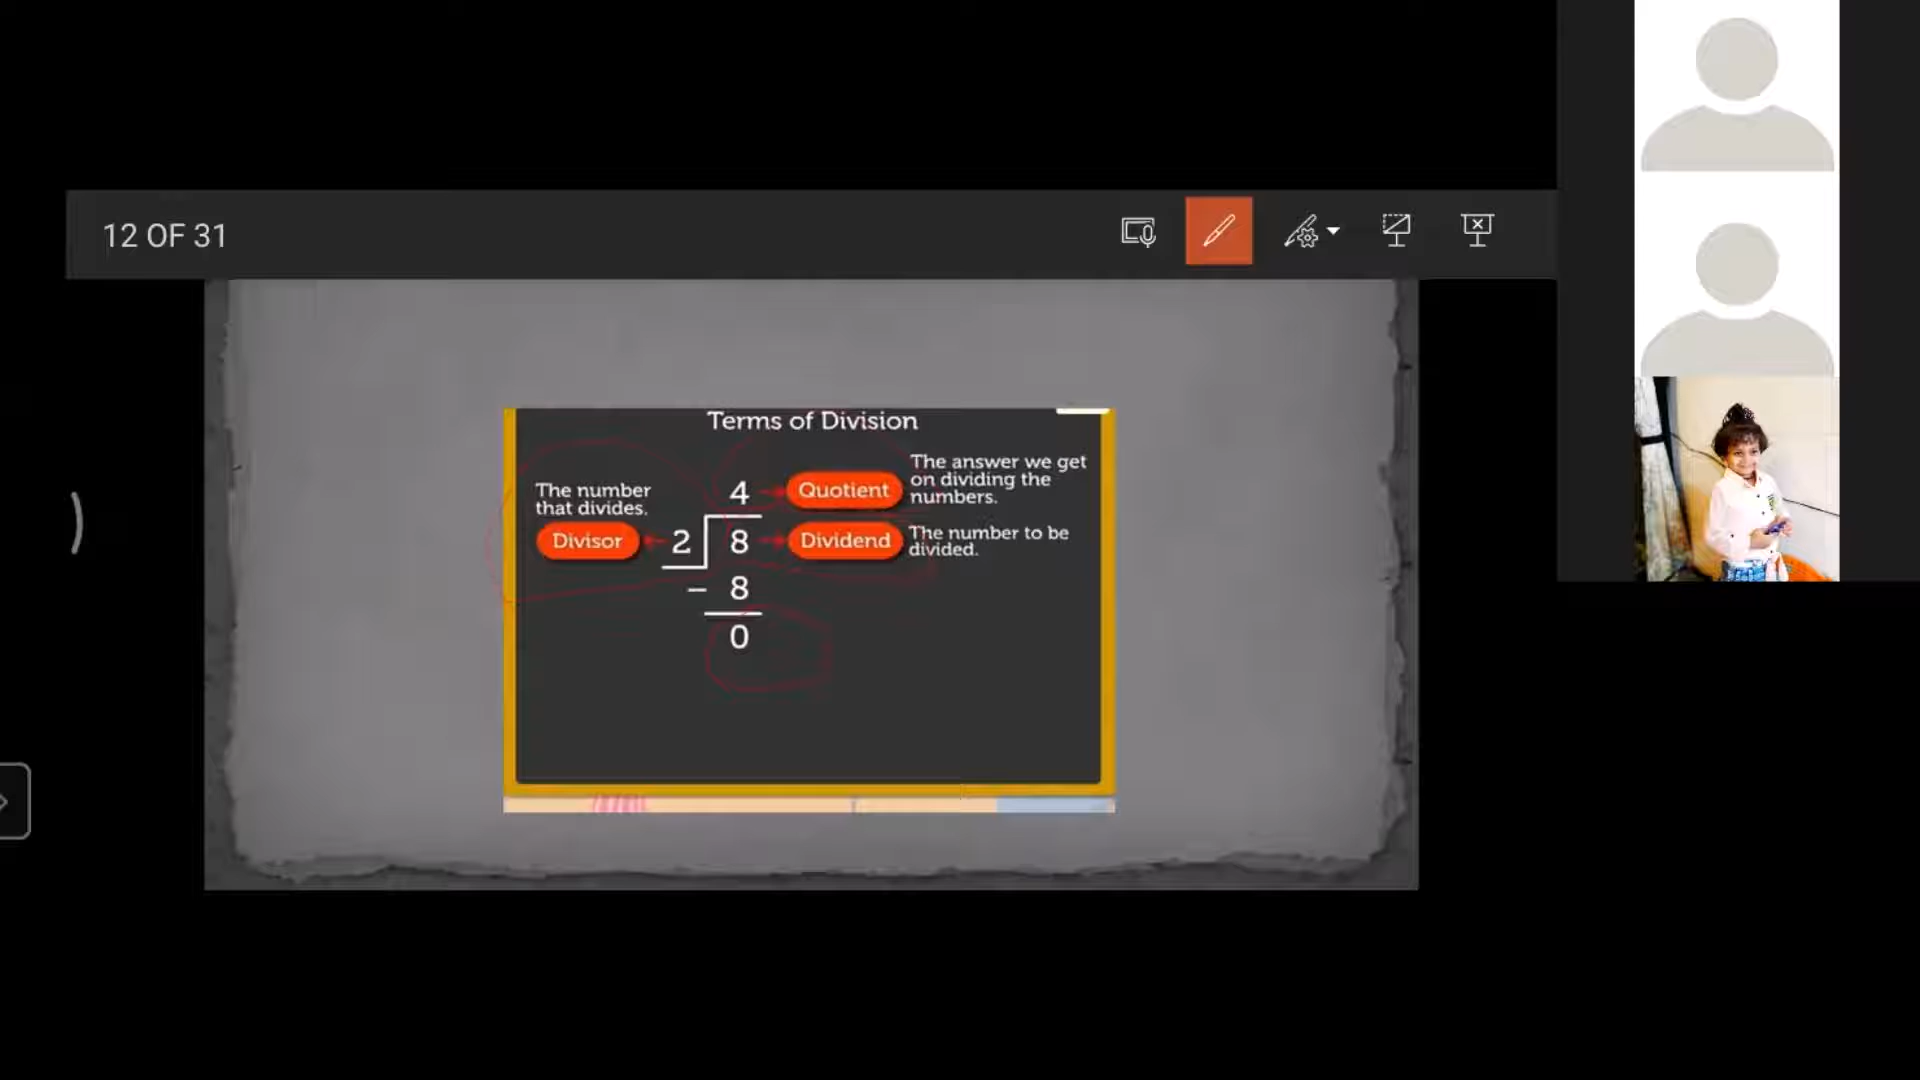 12 OF 31
Terms of Division
The number
that divides.
Divisor
4
Quotient
The answer we get
on dividing the
numbers.
2
8
Dividend
The number to be
divided.
– 8
0